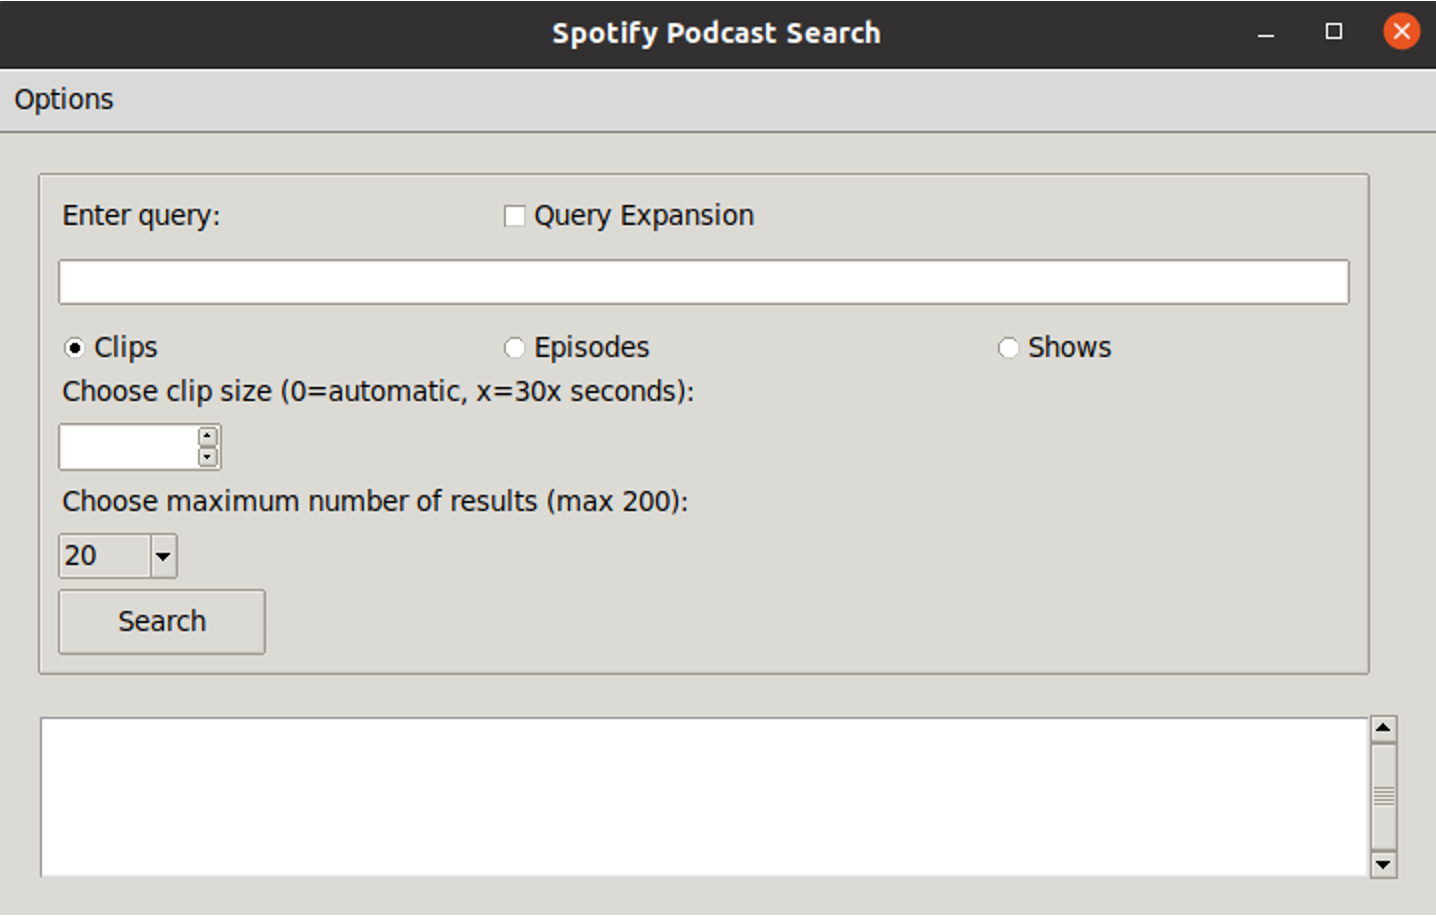 Spotify Podcast Search
Options
Enter query: Query Expansion
Clips Episodes Shows
Choose clip size (0=automatic, x=30x seconds):
Choose maximum number of results (max 200):
20
Search